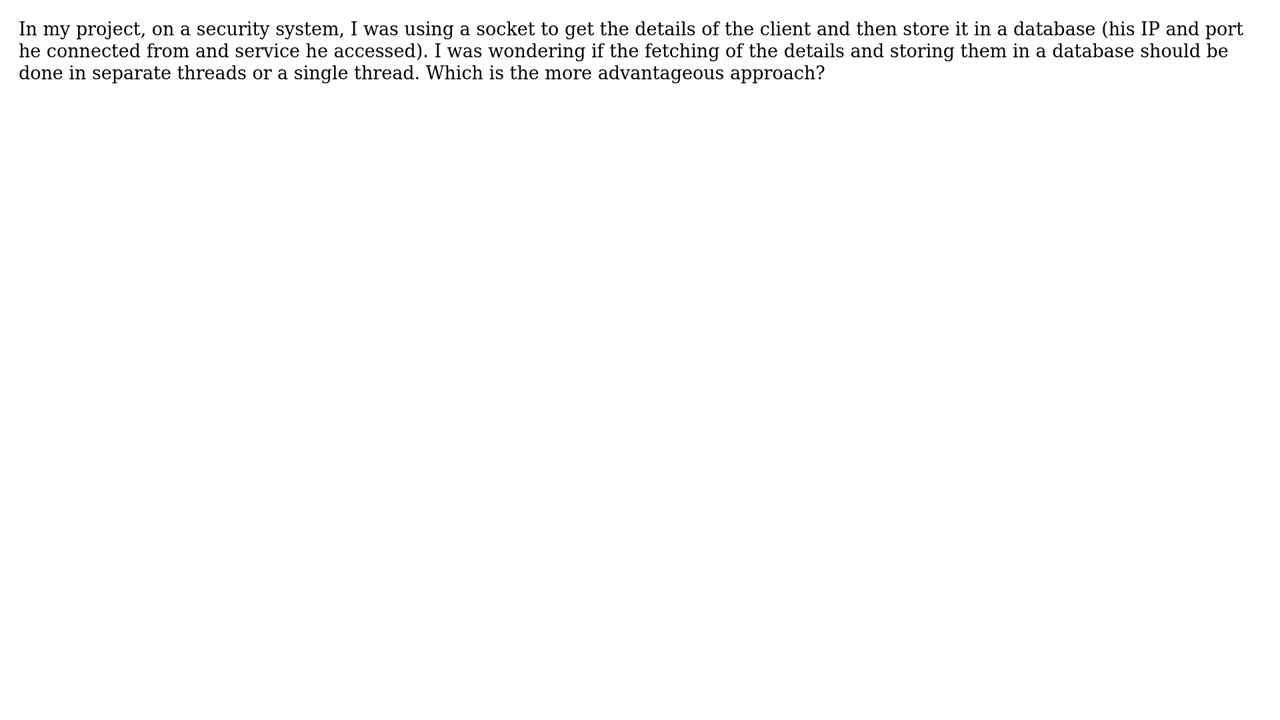 In my project, on a security system, I was using a socket to get the details of the client and then store it in a database (his IP and port
he connected from and service he accessed). I was wondering if the fetching of the details and storing them in a database should be
done in separate threads or a single thread. Which is the more advantageous approach?